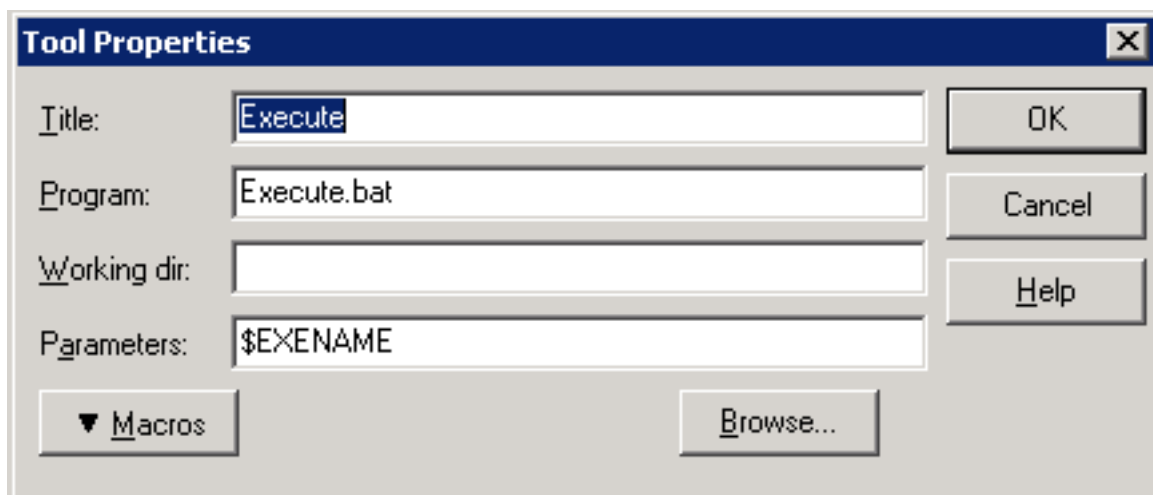 Tool Properties
Title: Execute OK
Program: Execute.bat Cancel
Working dir: Help
Parameters: $EXENAME
▼ Macros Browse...